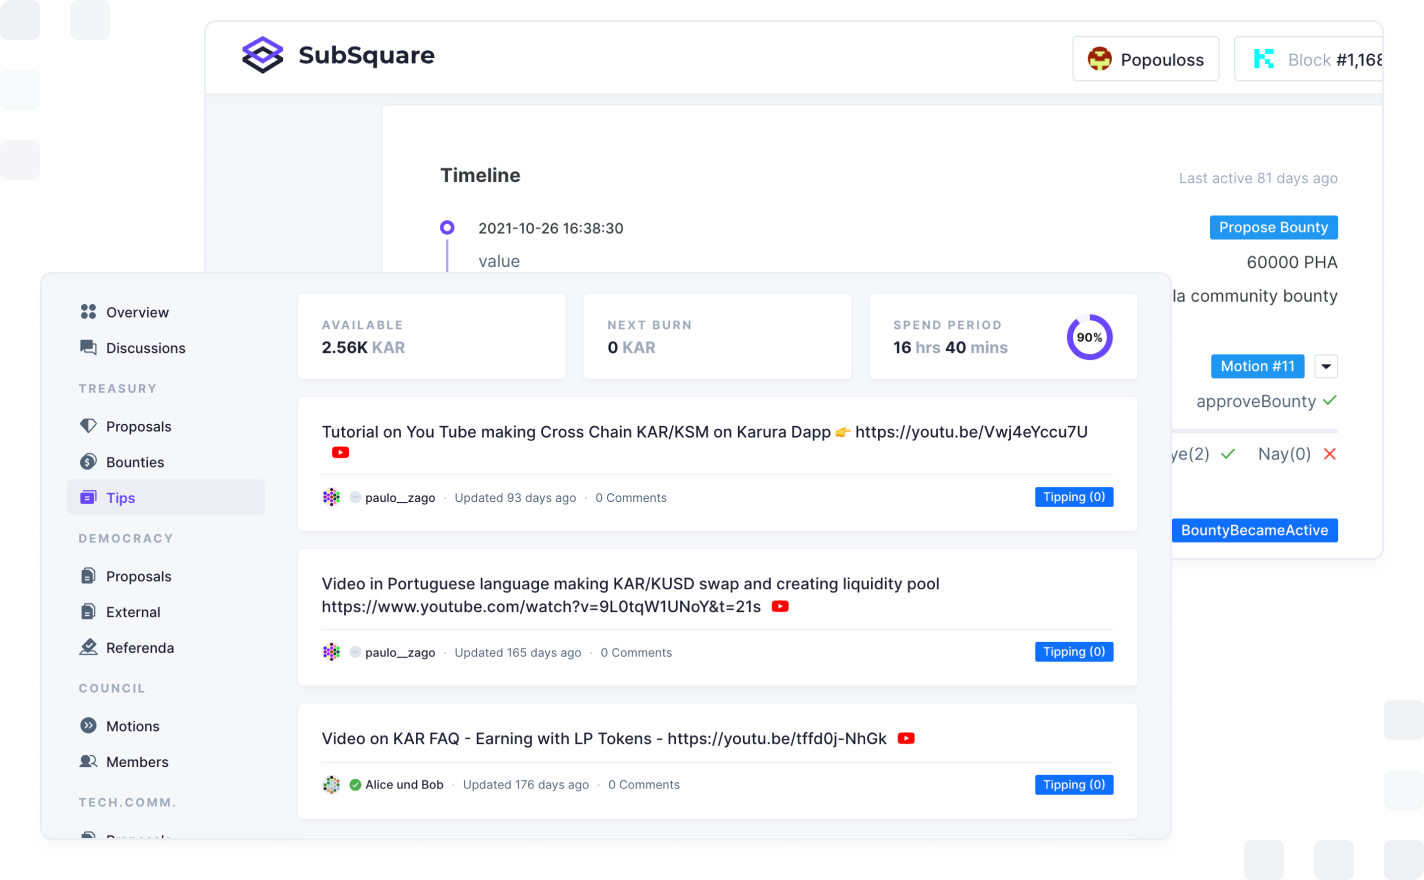 SubSquare
Popouloss
Block #1,168
Timeline
Last active 81 days ago
2021-10-26 16:38:30
Propose Bounty
value
60000 PHA
la community bounty
Motion #11
approveBounty
ye(2)
Nay(0)
BountyBecameActive
Overview
Discussions
TREASURY
Proposals
Bounties
Tips
DEMOCRACY
Proposals
External
Referenda
COUNCIL
Motions
Members
TECH.COMM.
AVAILABLE
2.56K KAR
NEXT BURN
0 KAR
SPEND PERIOD
16 hrs 40 mins
90%
Tutorial on You Tube making Cross Chain KAR/KSM on Karura Dapp 👉 https://youtu.be/Vwj4eYccu7U
paulo__zago · Updated 93 days ago · 0 Comments
Tipping (0)
Video in Portuguese language making KAR/KUSD swap and creating liquidity pool
https://www.youtube.com/watch?v=9L0tqW1UNoY&t=21s
paulo__zago · Updated 165 days ago · 0 Comments
Tipping (0)
Video on KAR FAQ - Earning with LP Tokens - https://youtu.be/tffd0j-NhGk
Alice und Bob · Updated 176 days ago · 0 Comments
Tipping (0)